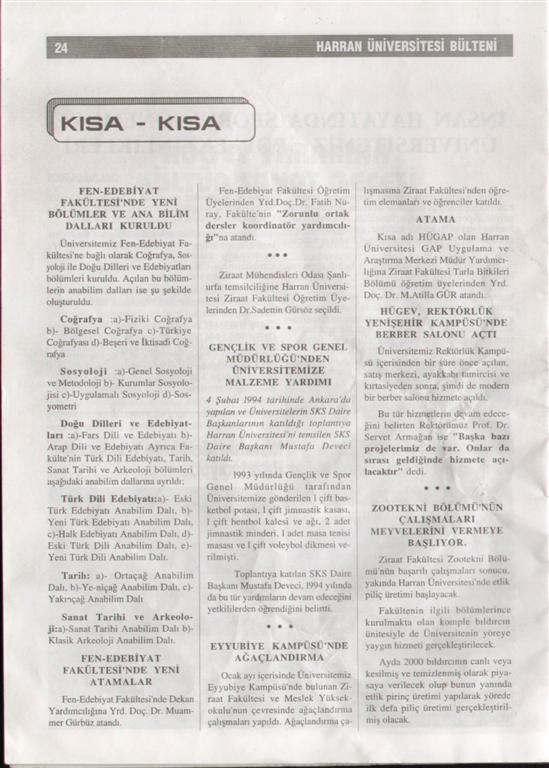 24
HARRAN ÜNİVERSİTESİ BÜLTENİ
KISA - KISA
FEN-EDEBİYAT
FAKÜLTESİ'NDE YENİ
BÖLÜMLER VE ANA BİLİM
DALLARI KURULDU
Üniversitemiz Fen-Edebiyat Fa-
kültesi'ne bağlı olarak Coğrafya, Sos-
yoloji ile Doğu Dilleri ve Edebiyatları
bölümleri kuruldu. Açılan bu bölüm-
lerin anabilim dalları ise şu şekilde
oluşturuldu.
Coğrafya :a)-Fiziki Coğrafya
b)- Bölgesel Coğrafya c)-Türkiye
Coğrafyası d)-Beşeri ve İktisadi Coğ-
rafya
Sosyoloji :a)-Genel Sosyoloji
ve Metodoloji b)- Kurumlar Sosyolo-
jisi c)-Uygulamalı Sosyoloji d)-Sos-
yometri
Doğu Dilleri ve Edebiyat-
ları :a)-Fars Dili ve Edebiyatı b)-
Arap Dili ve Edebiyatı Ayrıca Fa-
külte'nin Türk Dili Edebiyatı, Tarih,
Sanat Tarihi ve Arkeoloji bölümleri
aşağıdaki anabilim dallarına ayrıldı;
Türk Dili Edebiyatı:a)- Eski
Türk Edebiyatı Anabilim Dalı, b)-
Yeni Türk Edebiyatı Anabilim Dalı,
c)-Halk Edebiyatı Anabilim Dalı, d)-
Eski Türk Dili Anabilim Dalı, e)-
Yeni Türk Dili Anabilim Dalı.
Tarih: a)- Ortaçağ Anabilim
Dalı, b)-Ye-niçağ Anabilim Dalı, c)-
Yakınçağ Anabilim Dalı
Sanat Tarihi ve Arkeolo-
ji:a)-Sanat Tarihi Anabilim Dalı b)-
Klasik Arkeoloji Anabilim Dalı.
FEN-EDEBİYAT
FAKÜLTESİ'NDE YENİ
ATAMALAR
Fen-Edebiyat Fakültesi'nde Dekan
Yardımcılığına Yrd. Doç. Dr. Muam-
mer Gürbüz atandı.
Fen-Edebiyat Fakültesi Öğretim
Üyelerinden Yrd.Doç.Dr. Fatih Nu-
ray, Fakülte'nin "Zorunlu ortak
dersler koordinatör yardımcılı-
ğı"na atandı.
Ziraat Mühendisleri Odası Şanlı-
urfa temsilciliğine Harran Üniversi-
tesi Ziraat Fakültesi Öğretim Üye-
lerinden Dr.Sadettin Gürsöz seçildi.
GENÇLİK VE SPOR GENEL
MÜDÜRLÜĞÜ'NDEN
ÜNİVERSİTEMİZE
MALZEME YARDIMI
4 Şubat 1994 tarihinde Ankara'da
yapılan ve Üniversitelerin SKS Daire
Başkanlarının katıldığı toplantıya
Harran Üniversitesi'ni temsilen SKS
Daire Başkanı Mustafa Deveci
katıldı.
1993 yılında Gençlik ve Spor
Genel Müdürlüğü tarafından
Üniversitemize gönderilen 1 çift bas-
ketbol potası, 1 çift jimnastik kasası,
1 çift hentbol kalesi ve ağı, 2 adet
jimnastik minderi, 1 adet masa tenisi
masası ve 1 çift voleybol dikmesi ve-
rilmişti.
Toplantıya katılan SKS Daire
Başkanı Mustafa Deveci, 1994 yılında
da bu tür yardımların devam edeceğini
yetkililerden öğrendiğini belirtti.
EYYUBİYE KAMPÜSÜ'NDE
AĞAÇLANDIRMA
Ocak ayı içerisinde Üniversitemiz
Eyyubiye Kampüsü'nde bulunan Zi-
raat Fakültesi ve Meslek Yüksek-
okulu'nun çevresinde ağaçlandırma
çalışmaları yapıldı. Ağaçlandırma ça-
lışmasına Ziraat Fakültesi'nden öğre-
tim elemanları ve öğrenciler katıldı.
ATAMA
Kısa adı HÜGAP olan Harran
Üniversitesi GAP Uygulama ve
Araştırma Merkezi Müdür Yardımcı-
lığına Ziraat Fakültesi Tarla Bitkileri
Bölümü öğretim üyelerinden Yrd.
Doç. Dr. M.Atilla GÜR atandı.
HÜGEV, REKTÖRLÜK
YENİŞEHİR KAMPÜSÜ'NDE
BERBER SALONU AÇTI
Üniversitemiz Rektörlük Kampü-
sü içerisinden bir süre önce açılan,
satış merkezi, ayakkabı tamircisi ve
kırtasiyeden sonra, şimdi de modern
bir berber salonu hizmete açıldı.
Bu tür hizmetlerin devam edece-
ğini belirten Rektörümüz Prof. Dr.
Servet Armağan ise "Başka bazı
projelerimiz de var. Onlar da
sırası geldiğinde hizmete açı-
lacaktır" dedi.
ZOOTEKNİ BÖLÜMÜ'NÜN
ÇALIŞMALARI
MEYVELERİNİ VERMEYE
BAŞLIYOR.
Ziraat Fakültesi Zootekni Bölü-
mü'nün başarılı çalışmaları sonucu,
yakında Harran Üniversitesi'nde etlik
piliç üretimi başlayacak.
Fakültenin ilgili bölümlerince
kurulmakta olan komple bıldırcın
ünitesiyle de Üniversitenin yöreye
yaygın hizmeti gerçekleştirilecek.
Ayda 2000 bıldırcının canlı veya
kesilmiş ve temizlenmiş olarak piya-
saya verilecek olup bunun yanında
etlik pirinç üretimi yapılarak yörede
ilk defa piliç üretimi gerçekleştiril-
miş olacak.